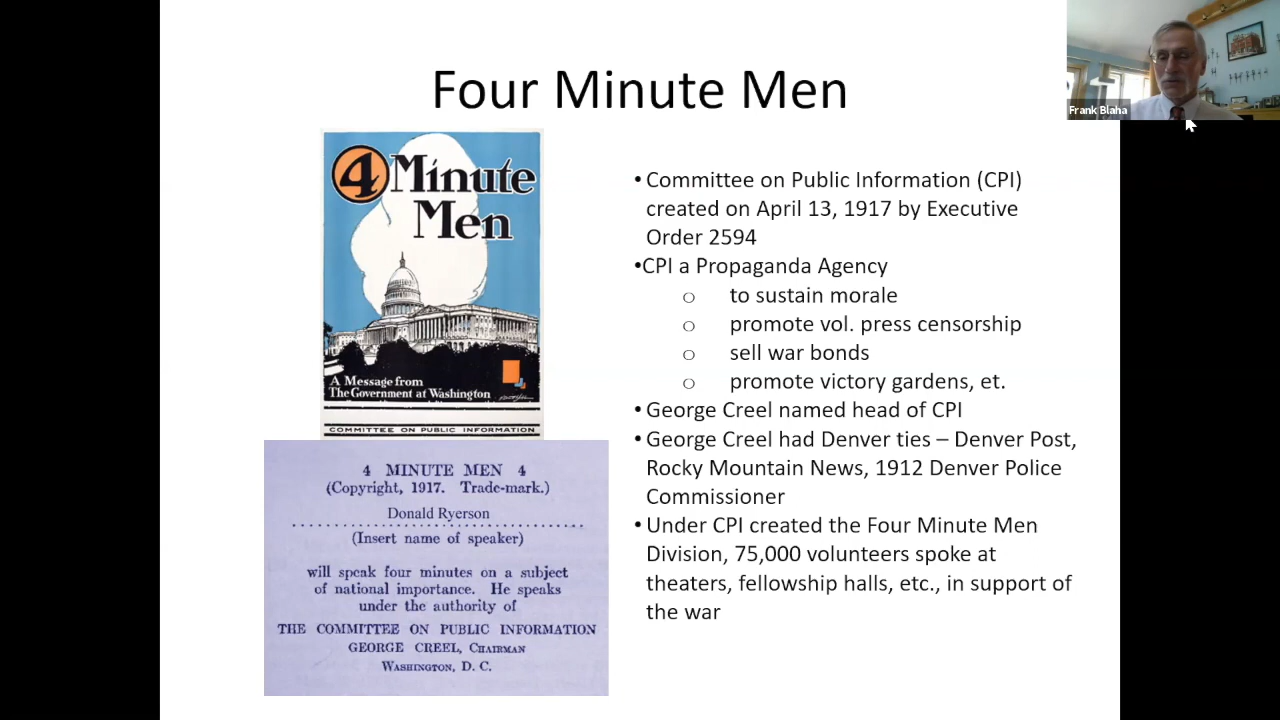 Four Minute Men
Frank Blaha
4 Minute
Men
A Message from
The Government at Washington
COMMITTEE ON PUBLIC INFORMATION
4 MINUTE MEN 4
(Copyright, 1917. Trade-mark.)
Donald Ryerson
(Insert name of speaker)
will speak four minutes on a subject
of national importance. He speaks
under the authority of
THE COMMITTEE ON PUBLIC INFORMATION
GEORGE CREEL, CHAIRMAN
WASHINGTON, D. C.
• Committee on Public Information (CPI)
created on April 13, 1917 by Executive
Order 2594
•CPI a Propaganda Agency
o to sustain morale
o promote vol. press censorship
o sell war bonds
o promote victory gardens, et.
• George Creel named head of CPI
• George Creel had Denver ties – Denver Post,
Rocky Mountain News, 1912 Denver Police
Commissioner
• Under CPI created the Four Minute Men
Division, 75,000 volunteers spoke at
theaters, fellowship halls, etc., in support of
the war